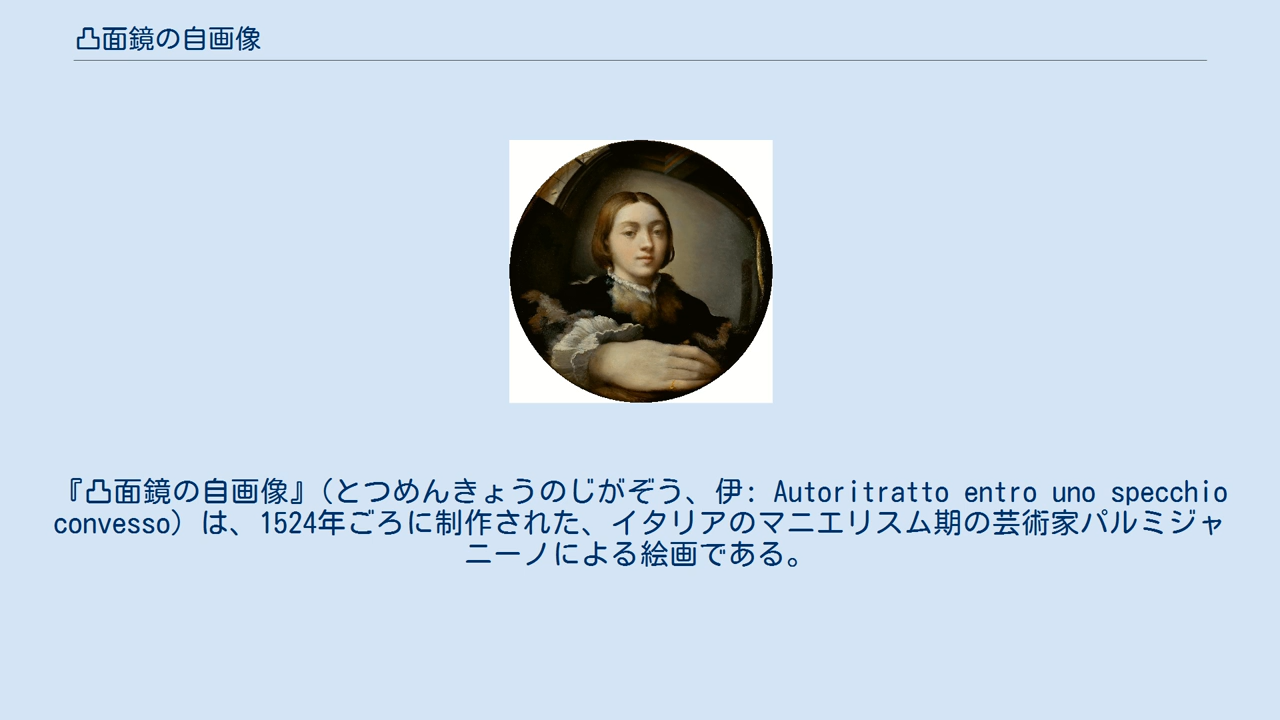 凸面鏡の自画像
『凸面鏡の自画像』（とつめんきょうのじがぞう、伊: Autoritratto entro uno specchio
convesso）は、1524年ごろに制作された、イタリアのマニエリスム期の芸術家パルミジャ
ニーノによる絵画である。